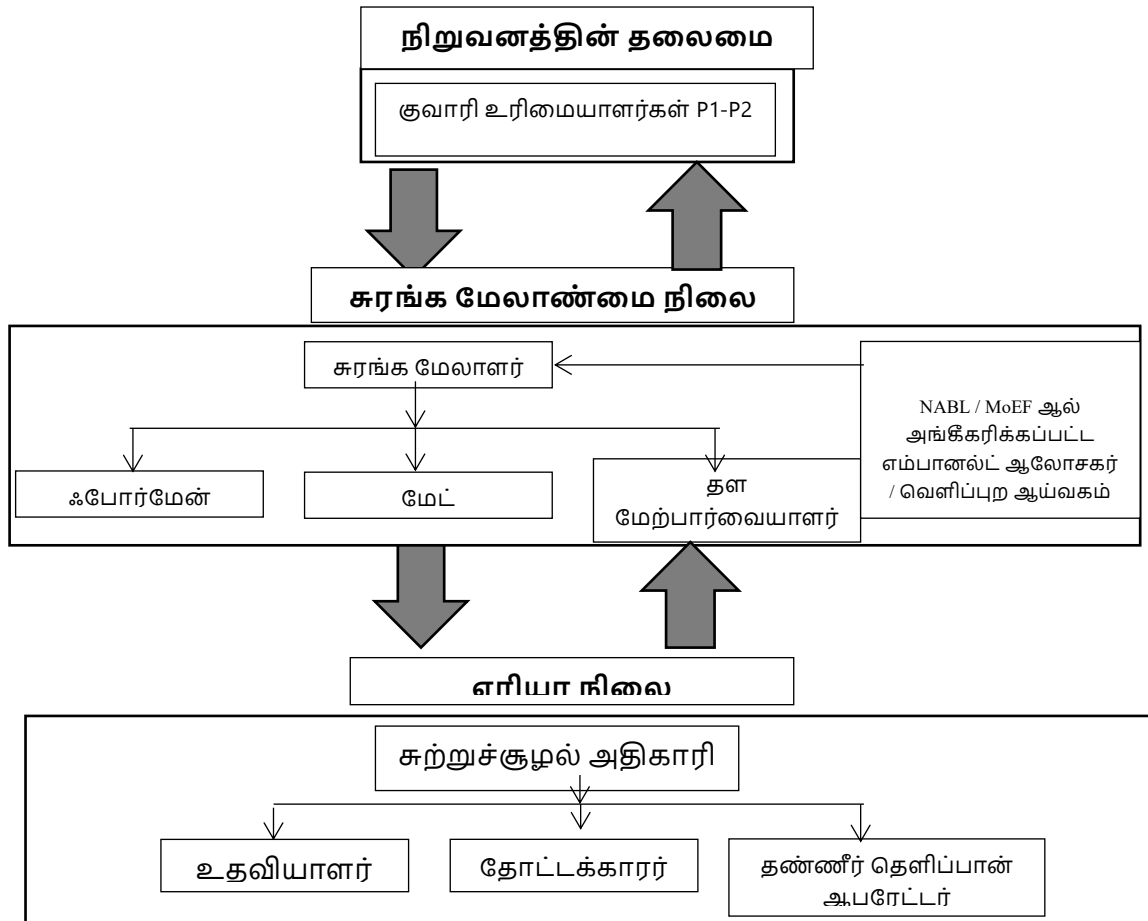 நிறுவனத்தின் தலைமை
குவாரி உரிமையாளர்கள் P1-P2
சுரங்க மேலாண்மை நிலை
சுரங்க மேலாளர்
NABL / MoEF ஆல்
அங்கீகரிக்கப்பட்ட
எம்பானல்ட் ஆலோசகர்
/ வெளிப்புற ஆய்வகம்
ஃபோர்மேன்
மேட்
தள
மேற்பார்வையாளர்
ஏரியா நிலை
சுற்றுச்சூழல் அதிகாரி
உதவியாளர்
தோட்டக்காரர்
தண்ணீர் தெளிப்பான்
ஆபரேட்டர்